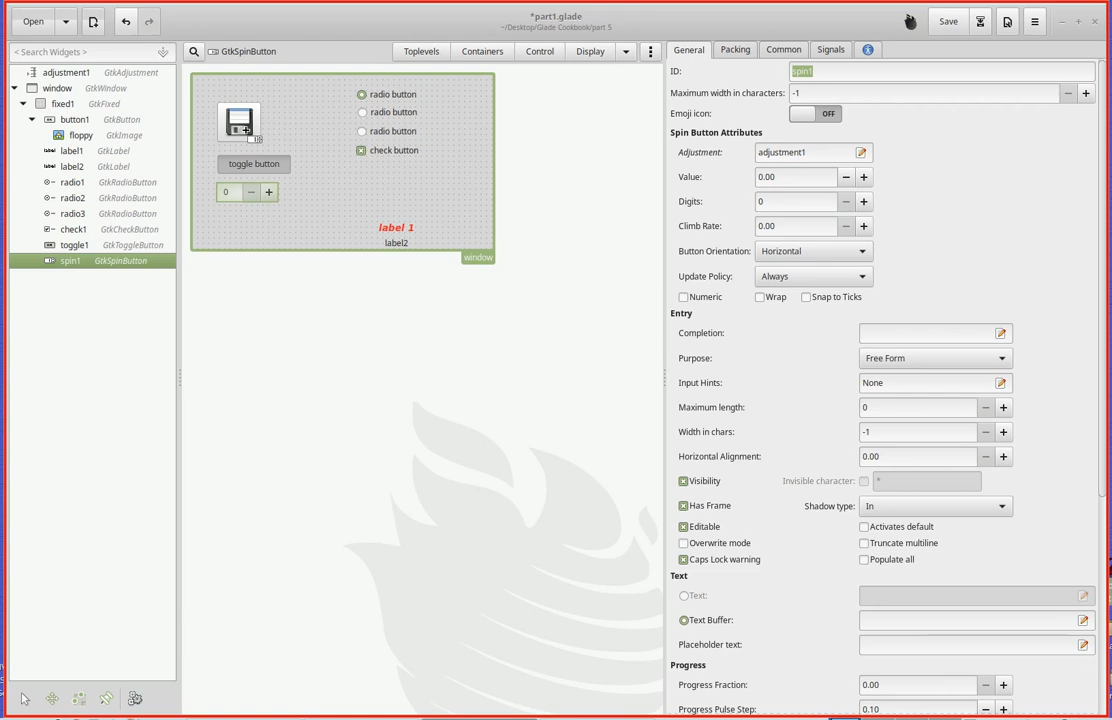 Open
*part1.glade
~/Desktop/Glade Cookbook/part 5
Save
< Search Widgets >
GtkSpinButton
Toplevels
Containers
Control
Display
General
Packing
Common
Signals
adjustment1 GtkAdjustment
window GtkWindow
fixed1 GtkFixed
button1 GtkButton
floppy GtkImage
label1 GtkLabel
label2 GtkLabel
radio1 GtkRadioButton
radio2 GtkRadioButton
radio3 GtkRadioButton
check1 GtkCheckButton
toggle1 GtkToggleButton
spin1 GtkSpinButton
radio button
radio button
radio button
check button
toggle button
0
label 1
label2
window
ID: spin1
Maximum width in characters: -1
Emoji icon: OFF
Spin Button Attributes
Adjustment: adjustment1
Value: 0.00
Digits: 0
Climb Rate: 0.00
Button Orientation: Horizontal
Update Policy: Always
Numeric Wrap Snap to Ticks
Entry
Completion:
Purpose: Free Form
Input Hints: None
Maximum length: 0
Width in chars: -1
Horizontal Alignment: 0.00
Visibility Invisible character: *
Has Frame Shadow type: In
Editable Activates default
Overwrite mode Truncate multiline
Caps Lock warning Populate all
Text
Text:
Text Buffer:
Placeholder text:
Progress
Progress Fraction: 0.00
Progress Pulse Step: 0.10